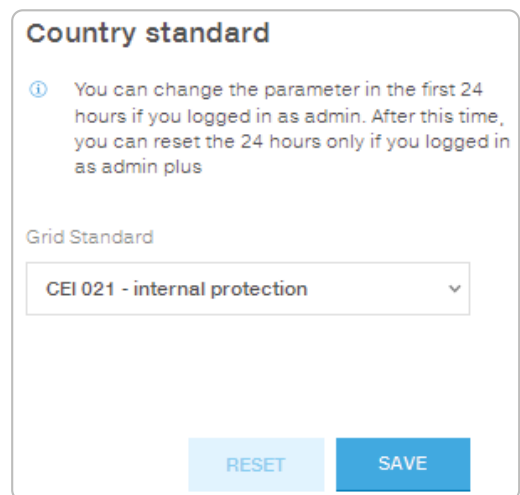 Country standard
You can change the parameter in the first 24
hours if you logged in as admin. After this time,
you can reset the 24 hours only if you logged in
as admin plus
Grid Standard
CEI 021 - internal protection
RESET
SAVE